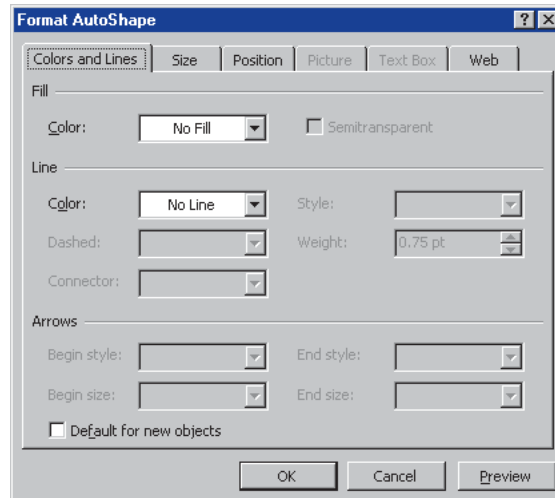 Format AutoShape
Colors and Lines Size Position Picture Text Box Web
Fill
Color: No Fill Semitransparent
Line
Color: No Line Style:
Dashed: Weight: 0.75 pt
Connector:
Arrows
Begin style: End style:
Begin size: End size:
Default for new objects
OK Cancel Preview